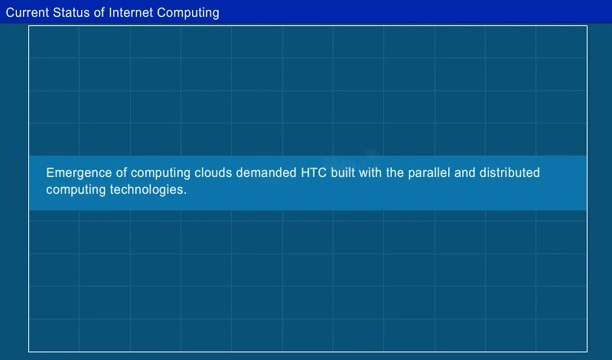 Current Status of Internet Computing
Emergence of computing clouds demanded HTC built with the parallel and distributed
computing technologies.